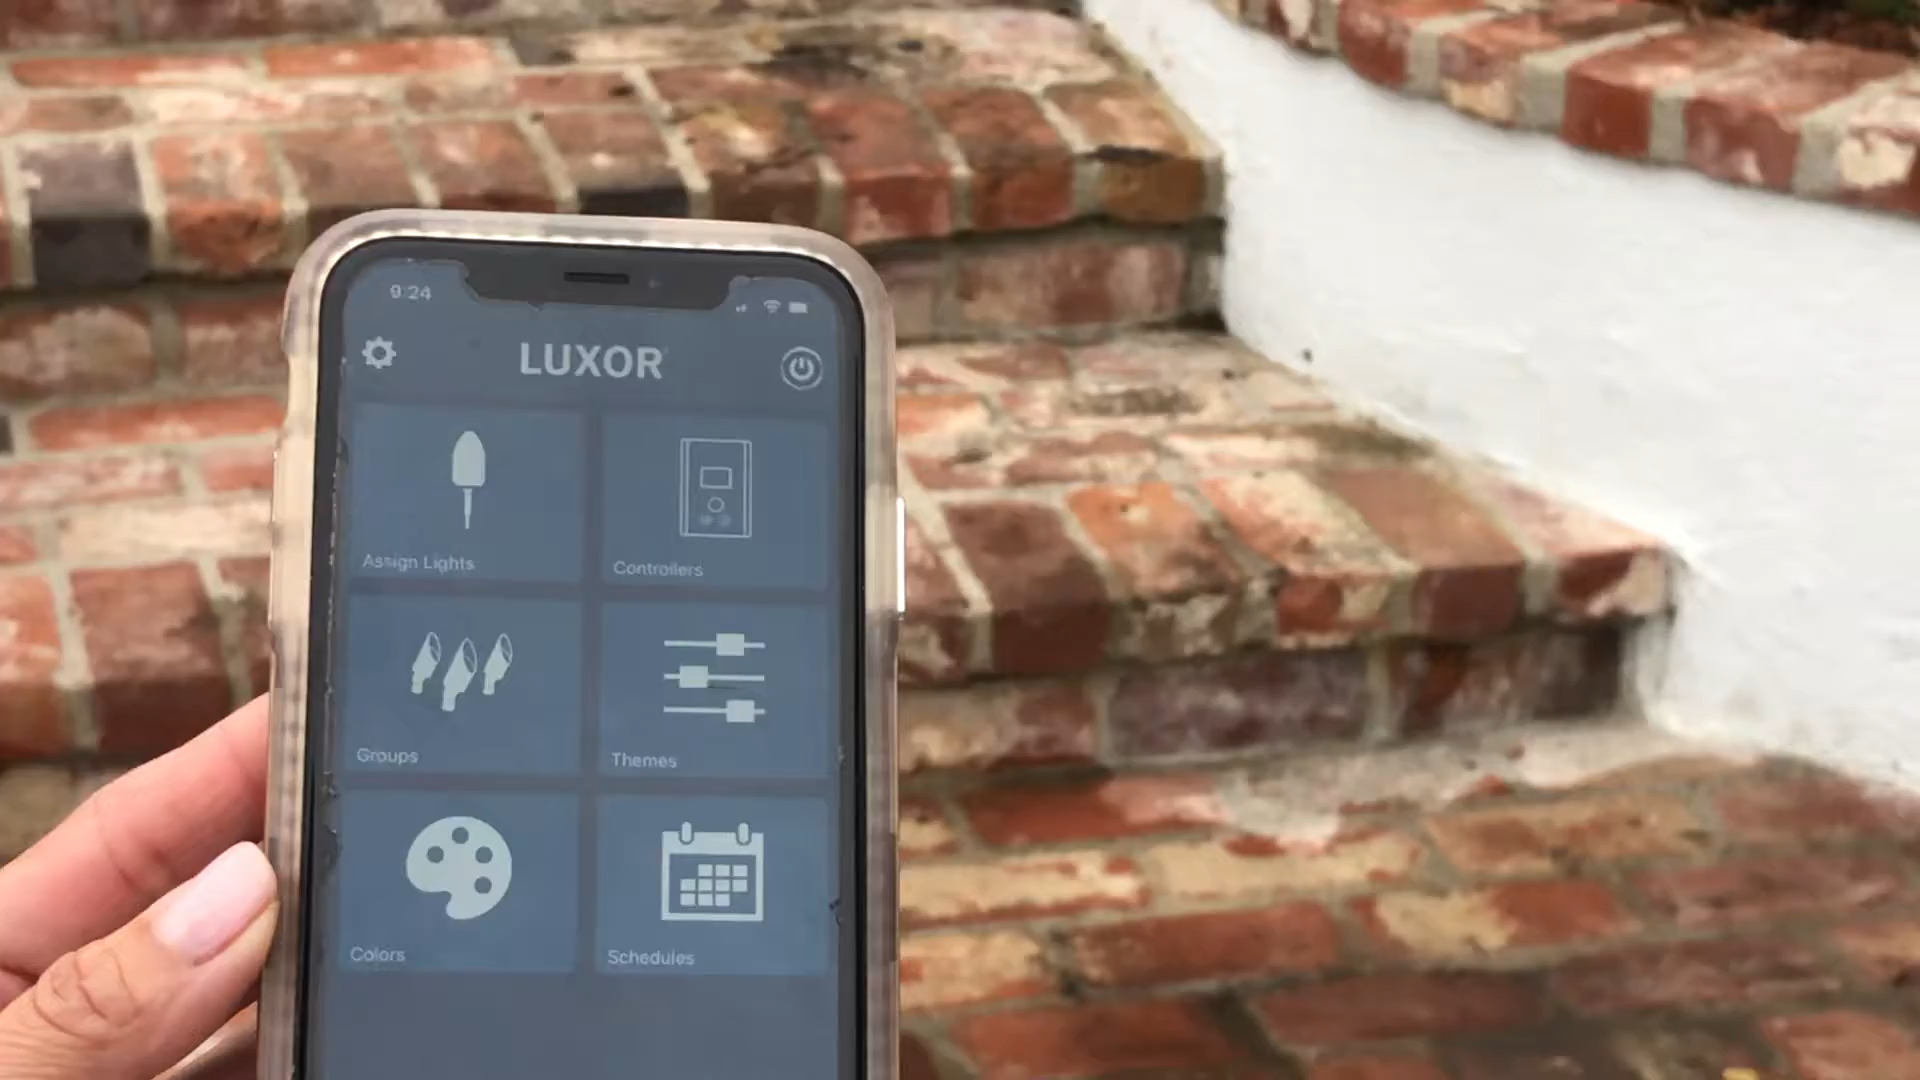 9:24
LUXOR
Assign Lights
Controllers
Groups
Themes
Colors
Schedules